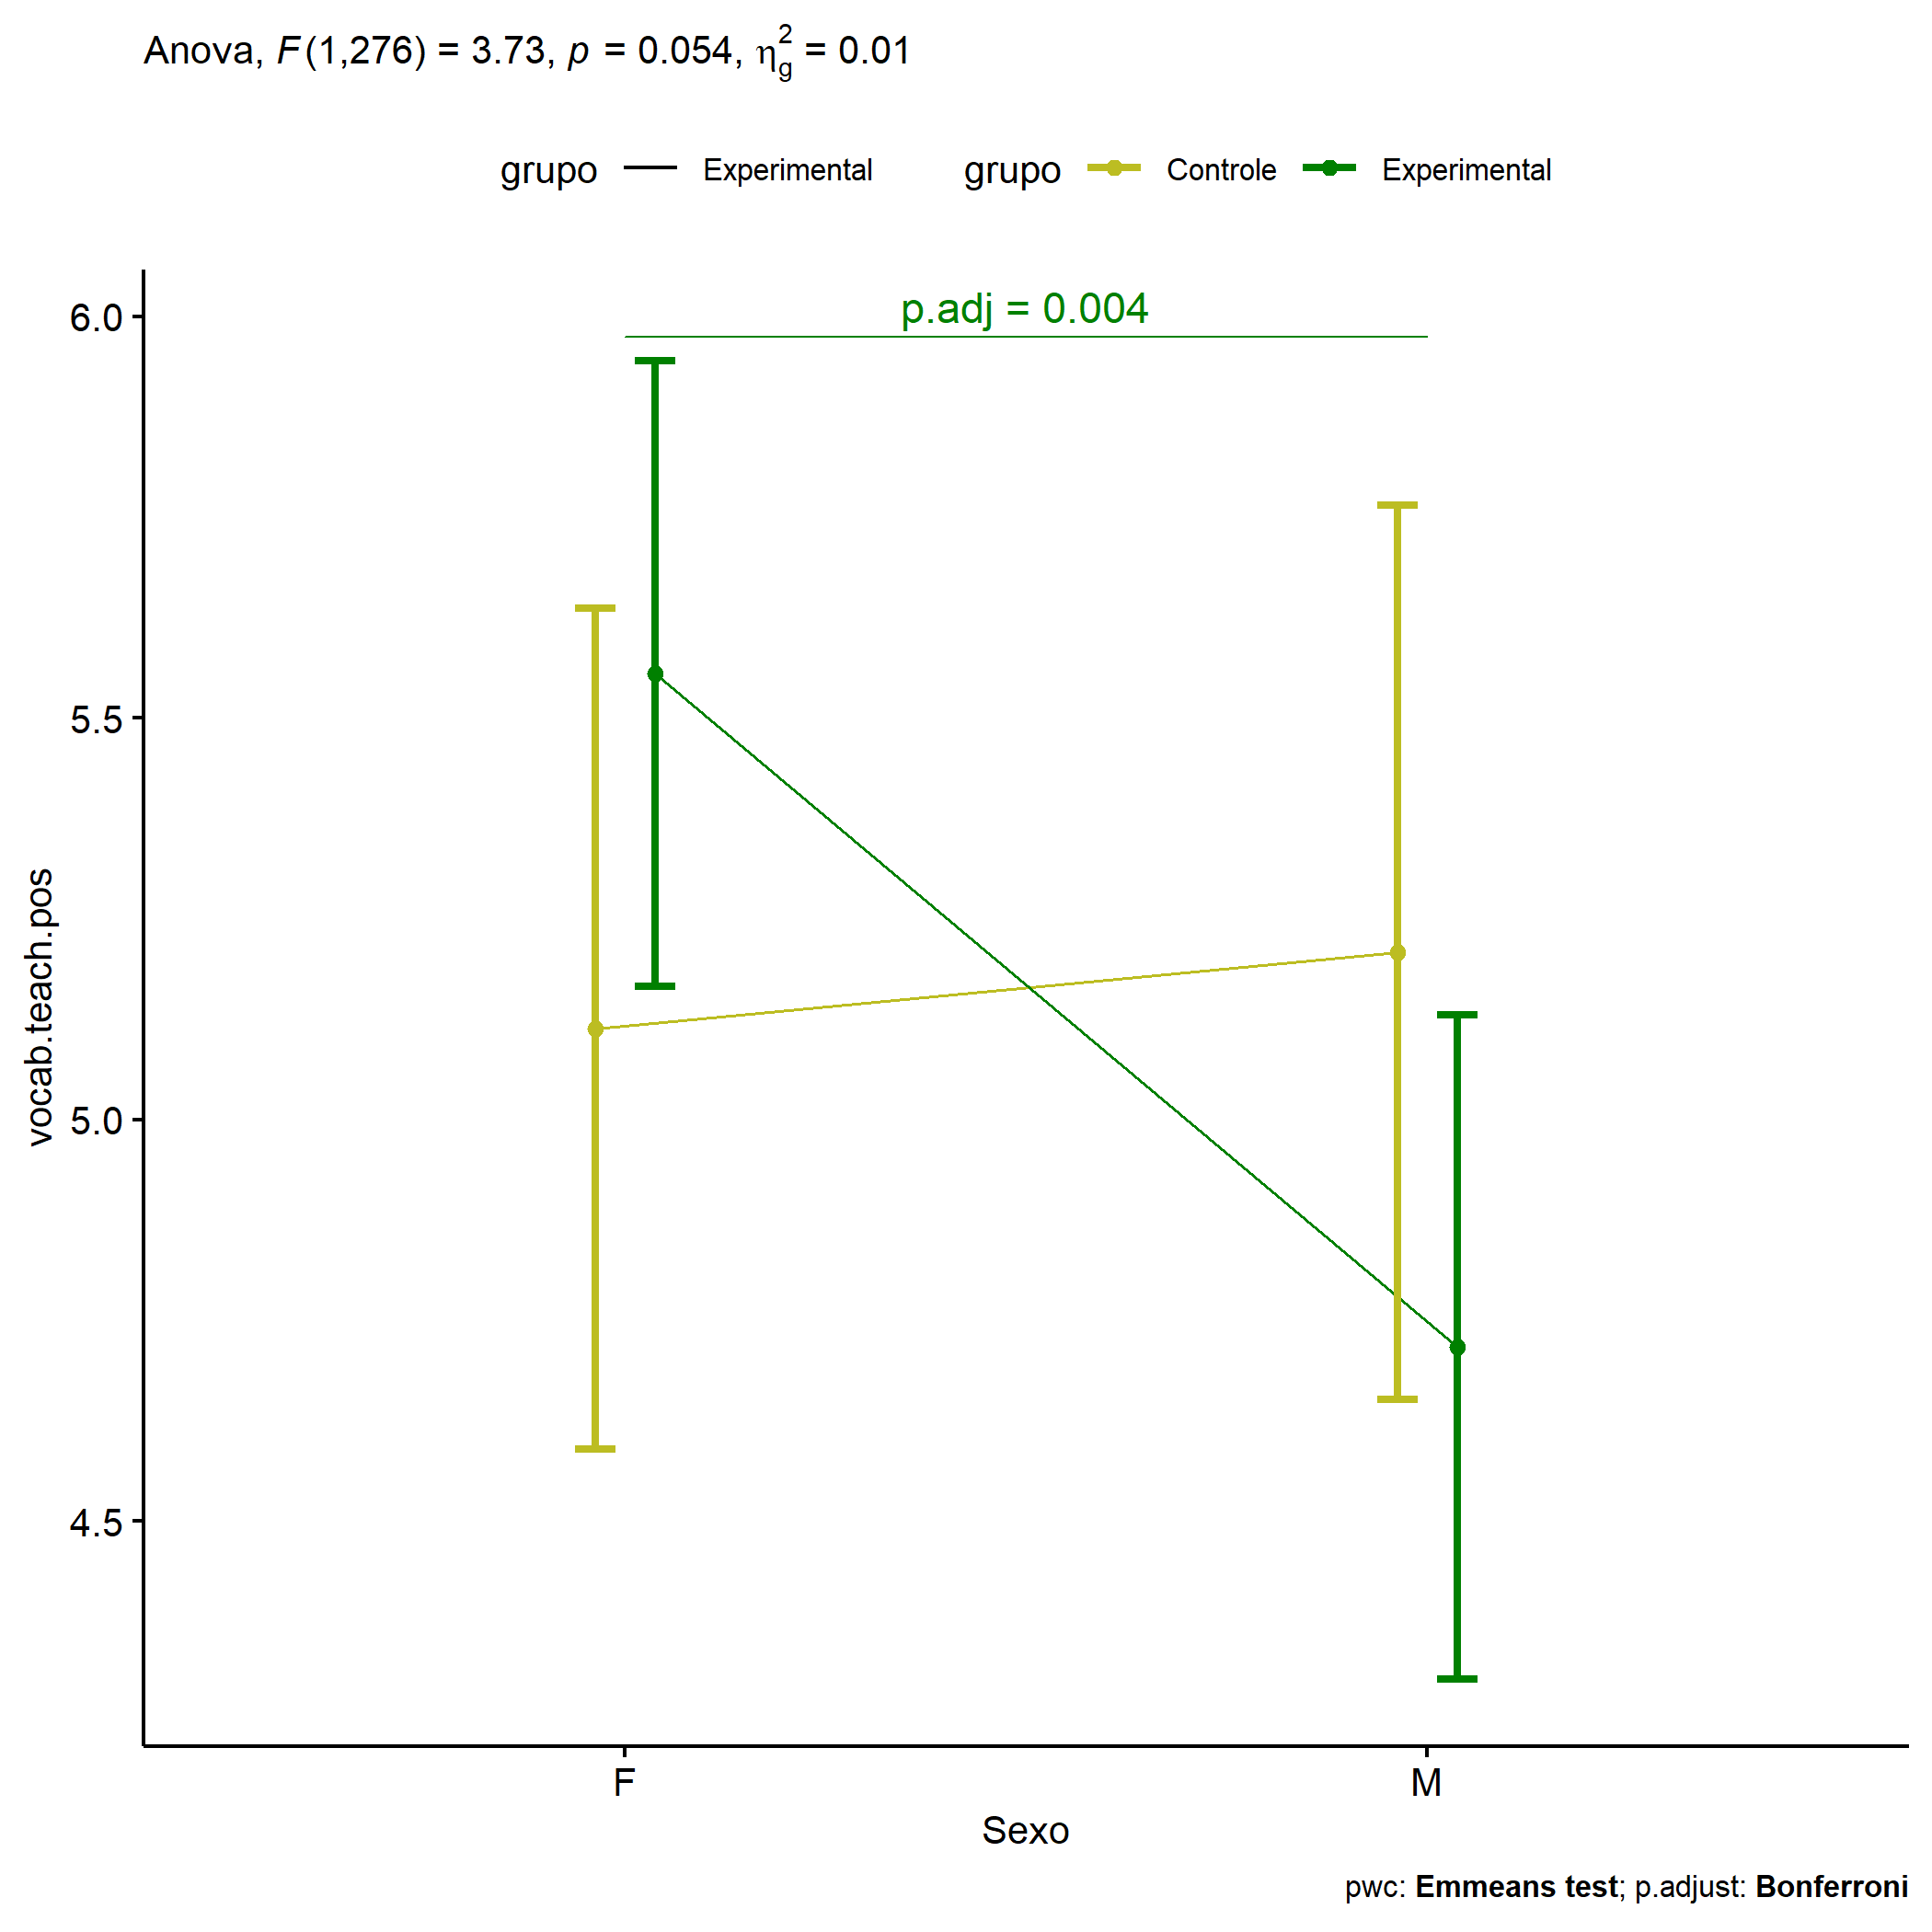 Anova, F(1,276) = 3.73, p = 0.054, η²g = 0.01
grupo Experimental grupo Controle Experimental
p.adj = 0.004
6.0
5.5
5.0
4.5
vocab.teach.pos
F M
Sexo
pwc: Emmeans test; p.adjust: Bonferroni